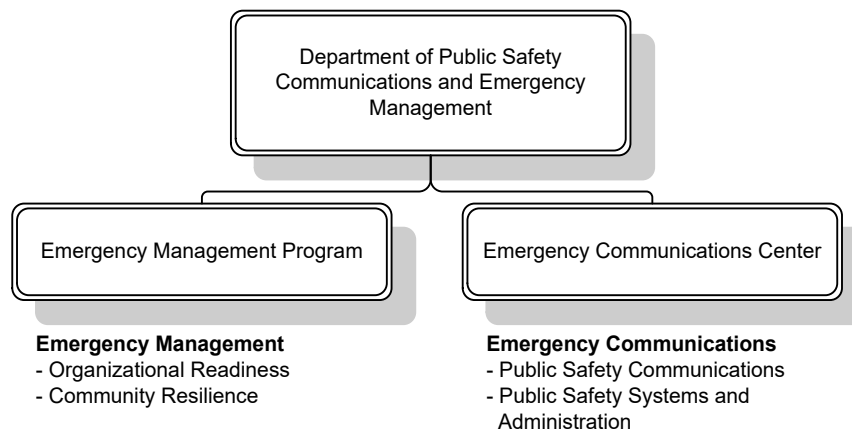 Department of Public Safety
Communications and Emergency
Management
Emergency Management Program
Emergency Communications Center
Emergency Management
- Organizational Readiness
- Community Resilience
Emergency Communications
- Public Safety Communications
- Public Safety Systems and
Administration